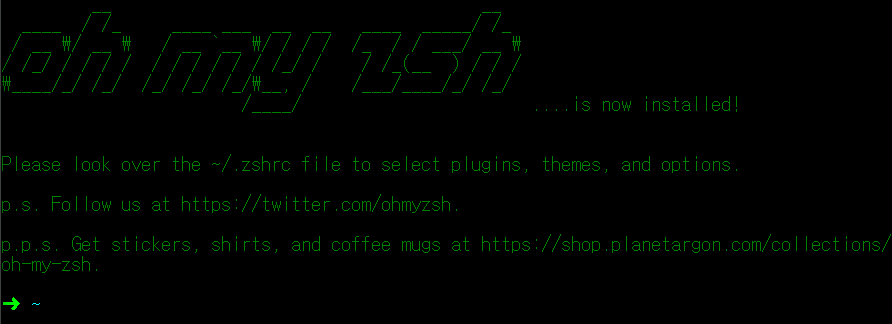 oh my zsh
....is now installed!
Please look over the ~/.zshrc file to select plugins, themes, and options.
p.s. Follow us at https://twitter.com/ohmyzsh.
p.p.s. Get stickers, shirts, and coffee mugs at https://shop.planetargon.com/collections/
oh-my-zsh.
➜ ~